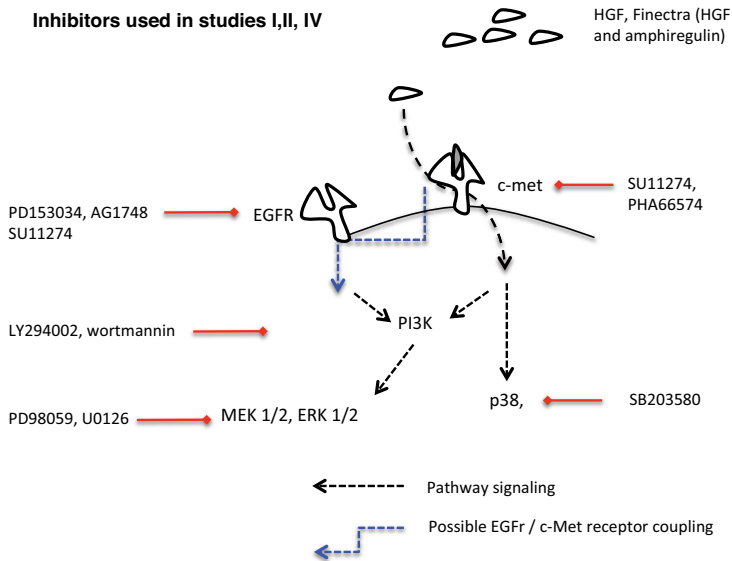 Inhibitors used in studies I,II, IV
HGF, Finectra (HGF
and amphiregulin)
c-met
SU11274,
PHA66574
PD153034, AG1748
SU11274
EGFR
LY294002, wortmannin
PI3K
PD98059, U0126
MEK 1/2, ERK 1/2
p38,
SB203580
Pathway signaling
Possible EGFr / c-Met receptor coupling